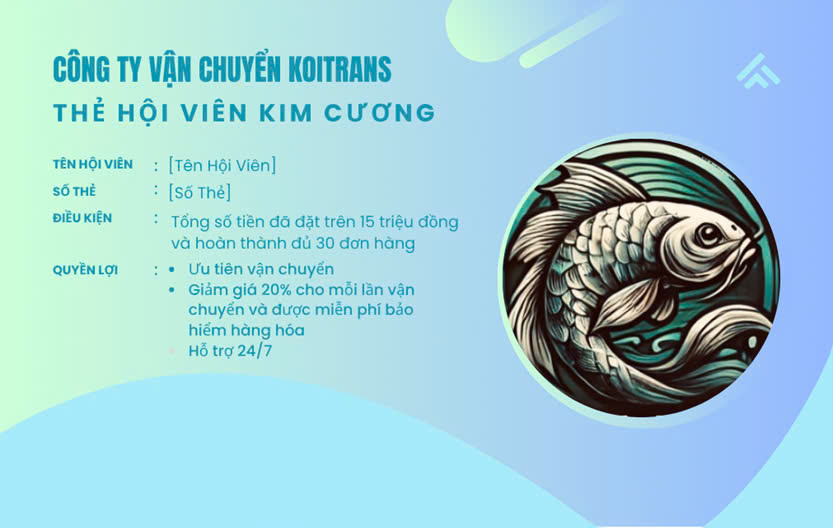 CÔNG TY VẬN CHUYỂN KOITRANS
THẺ HỘI VIÊN KIM CƯƠNG
TÊN HỘI VIÊN : [Tên Hội Viên]
SỐ THẺ : [Số Thẻ]
ĐIỀU KIỆN : Tổng số tiền đã đặt trên 15 triệu đồng
và hoàn thành đủ 30 đơn hàng
QUYỀN LỢI : • Ưu tiên vận chuyển
• Giảm giá 20% cho mỗi lần vận
chuyển và được miễn phí bảo
hiểm hàng hóa
• Hỗ trợ 24/7